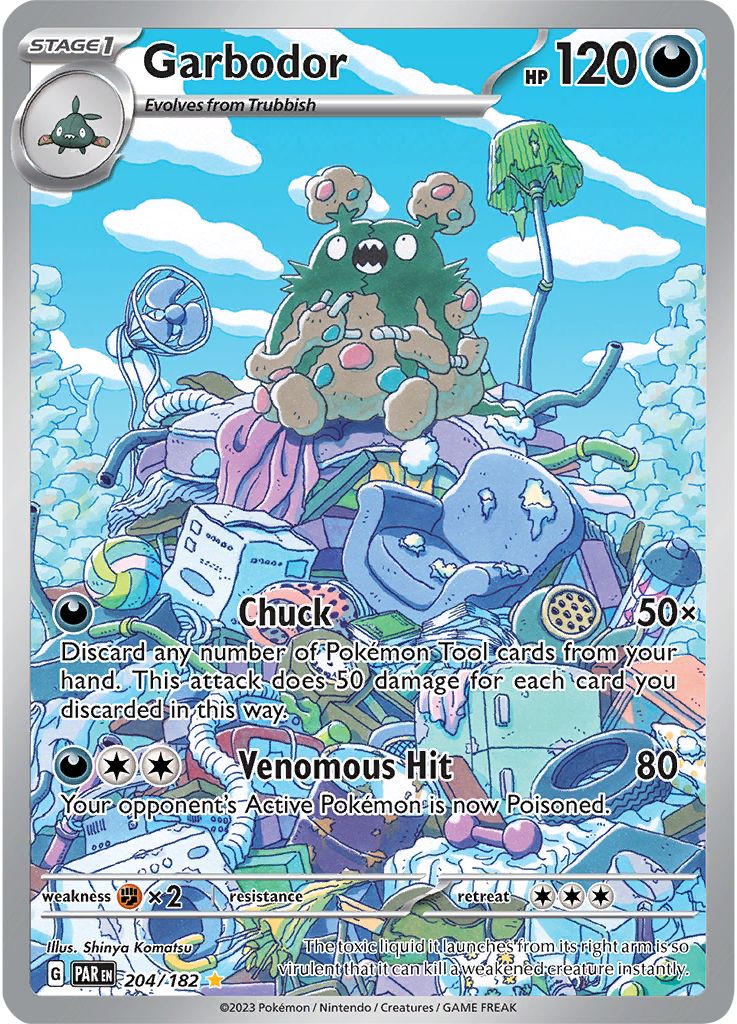 STAGE1
Garbodor
HP 120
Evolves from Trubbish
Chuck 50×
Discard any number of Pokémon Tool cards from your
hand. This attack does 50 damage for each card you
discarded in this way.
Venomous Hit 80
Your opponent's Active Pokémon is now Poisoned.
weakness ×2 resistance retreat
Illus. Shinya Komatsu
The toxic liquid it launches from its right arm is so
virulent that it can kill a weakened creature instantly.
G PAR EN 204/182
©2023 Pokémon / Nintendo / Creatures / GAME FREAK